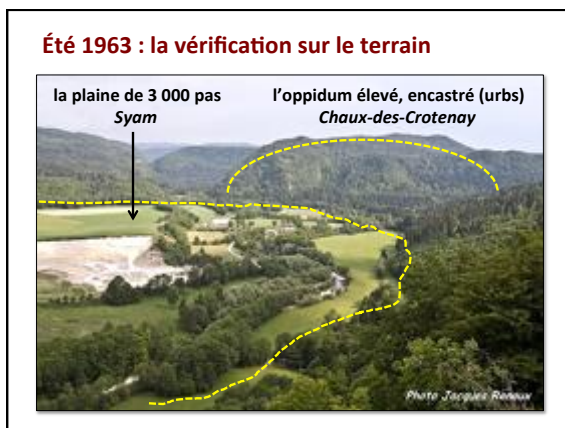 Été 1963 : la vérification sur le terrain
la plaine de 3 000 pas
Syam
l'oppidum élevé, encastré (urbs)
Chaux-des-Crotenay
Photo Jacques Reneux